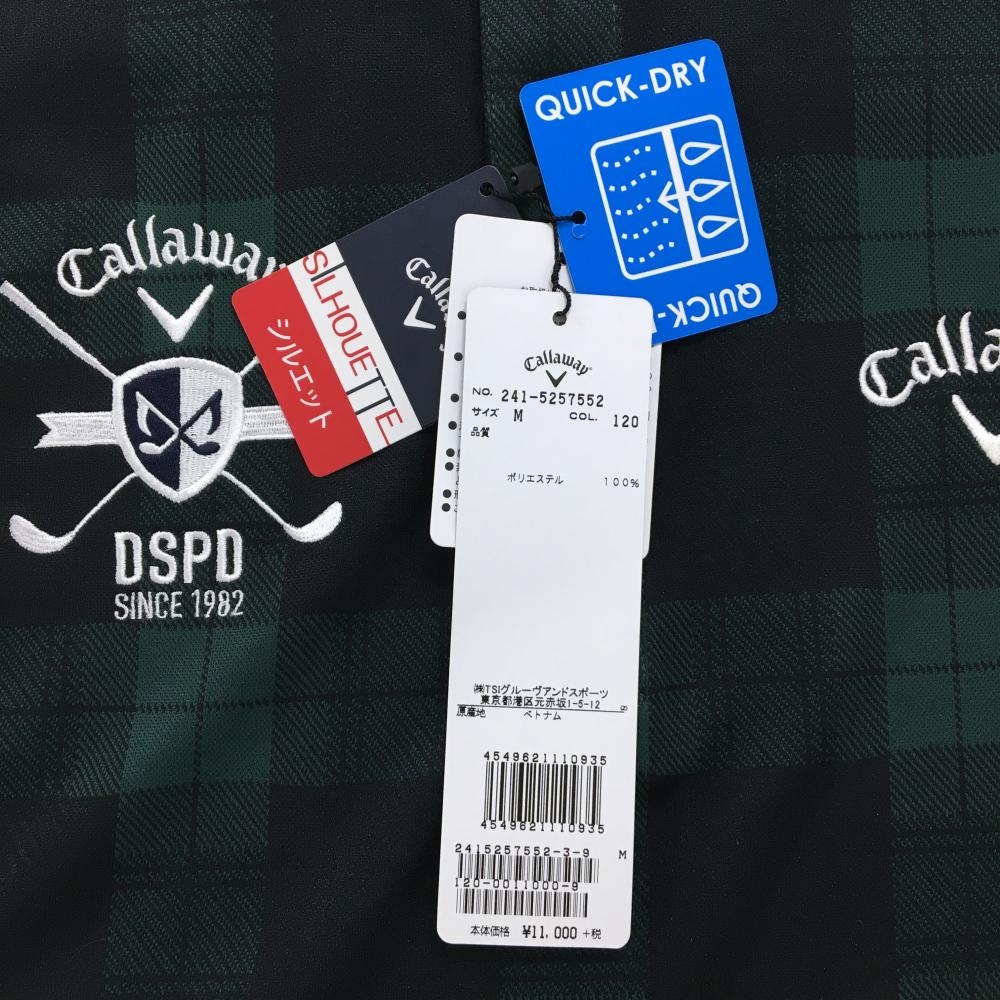 QUICK-DRY
Callaway
DSPD
SINCE 1982
SILHOUETTE
シルエット
Callaway
NO. 241-5257552
サイズ M COL. 120
品質
ポリエステル 100%
㈱TSIグルーヴアンドスポーツ
東京都港区元赤坂1-5-12
原産地 ベトナム
4549621110935
4549621110935
2415257552-3-9 M
120-0011000-9
本体価格 ¥11,000 +税